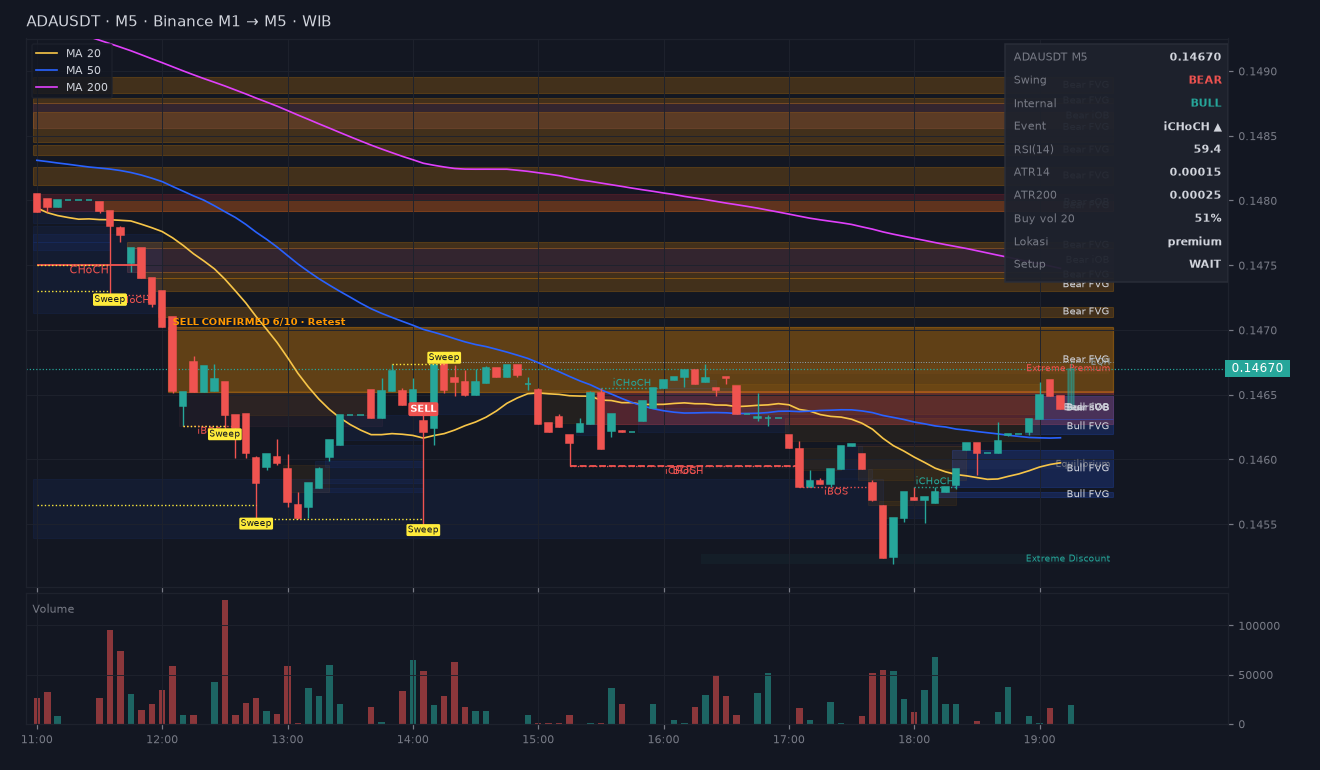 ADAUSDT · M5 · Binance M1 → M5 · WIB
MA 20
MA 50
MA 200
ADAUSDT M5 0.14670
Swing BEAR
Internal BULL
Event iCHoCH ▲
RSI(14) 59.4
ATR14 0.00015
ATR200 0.00025
Buy vol 20 51%
Lokasi premium
Setup WAIT
0.1490
0.1485
0.1480
0.1475
0.1470
0.14670
0.1465
0.1460
0.1455
CHoCH
Sweep
Bear FVG
Bear FVG
SELL CONFIRMED 6/10 · Retest
Sweep
Bear FVG
Extreme Premium
iCHoCH
SELL
Bull FVG
Sweep
Equilibrium
Bull FVG
iCHoCH
iBOS
Bull FVG
Sweep
Sweep
Extreme Discount
Volume
100000
50000
0
11:00 12:00 13:00 14:00 15:00 16:00 17:00 18:00 19:00